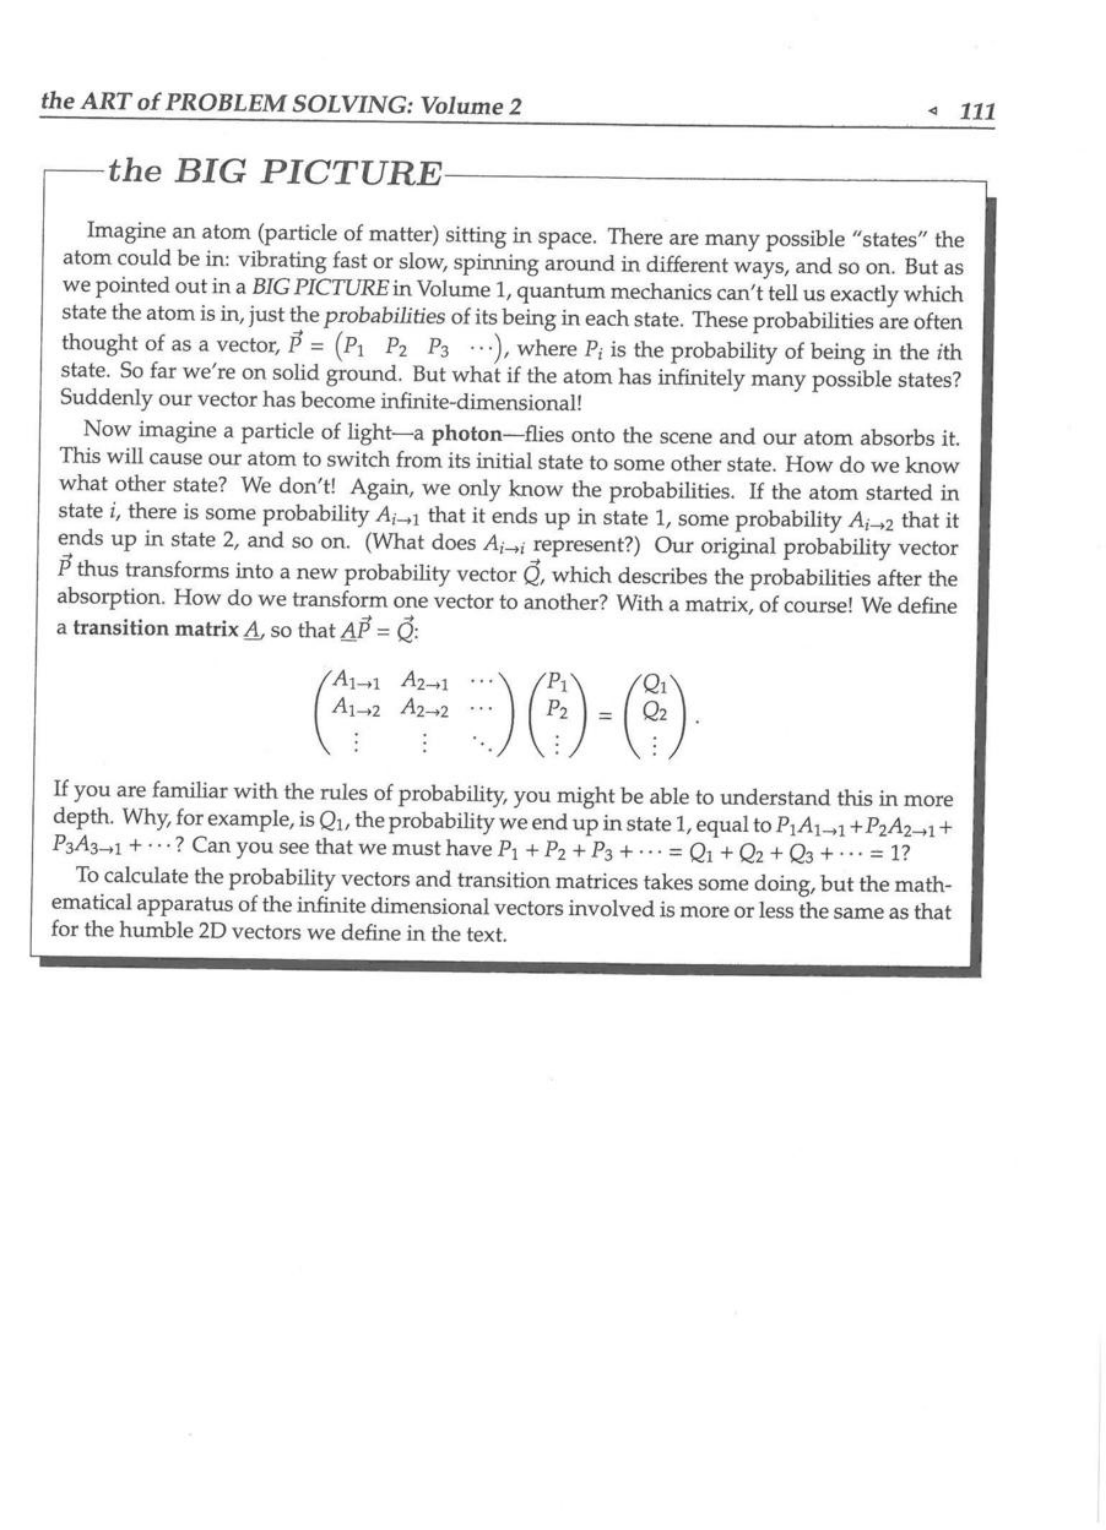 the ART of PROBLEM SOLVING: Volume 2 ◃ 111
the BIG PICTURE
Imagine an atom (particle of matter) sitting in space. There are many possible “states” the
atom could be in: vibrating fast or slow, spinning around in different ways, and so on. But as
we pointed out in a BIG PICTURE in Volume 1, quantum mechanics can’t tell us exactly which
state the atom is in, just the probabilities of its being in each state. These probabilities are often
thought of as a vector, P⃗ = (P₁ P₂ P₃ ⋯), where Pᵢ is the probability of being in the ith
state. So far we’re on solid ground. But what if the atom has infinitely many possible states?
Suddenly our vector has become infinite-dimensional!
Now imagine a particle of light—a photon—flies onto the scene and our atom absorbs it.
This will cause our atom to switch from its initial state to some other state. How do we know
what other state? We don’t! Again, we only know the probabilities. If the atom started in
state i, there is some probability Aᵢ→₁ that it ends up in state 1, some probability Aᵢ→₂ that it
ends up in state 2, and so on. (What does Aᵢ→ᵢ represent?) Our original probability vector
P⃗ thus transforms into a new probability vector Q⃗, which describes the probabilities after the
absorption. How do we transform one vector to another? With a matrix, of course! We define
a transition matrix A̲, so that A̲P⃗ = Q⃗:
(A₁→₁ A₂→₁ ⋯) (P₁) (Q₁)
(A₁→₂ A₂→₂ ⋯) (P₂) = (Q₂) .
(⋮ ⋮ ⋱) (⋮) (⋮)
If you are familiar with the rules of probability, you might be able to understand this in more
depth. Why, for example, is Q₁, the probability we end up in state 1, equal to P₁A₁→₁ + P₂A₂→₁ +
P₃A₃→₁ + ⋯? Can you see that we must have P₁ + P₂ + P₃ + ⋯ = Q₁ + Q₂ + Q₃ + ⋯ = 1?
To calculate the probability vectors and transition matrices takes some doing, but the math-
ematical apparatus of the infinite dimensional vectors involved is more or less the same as that
for the humble 2D vectors we define in the text.